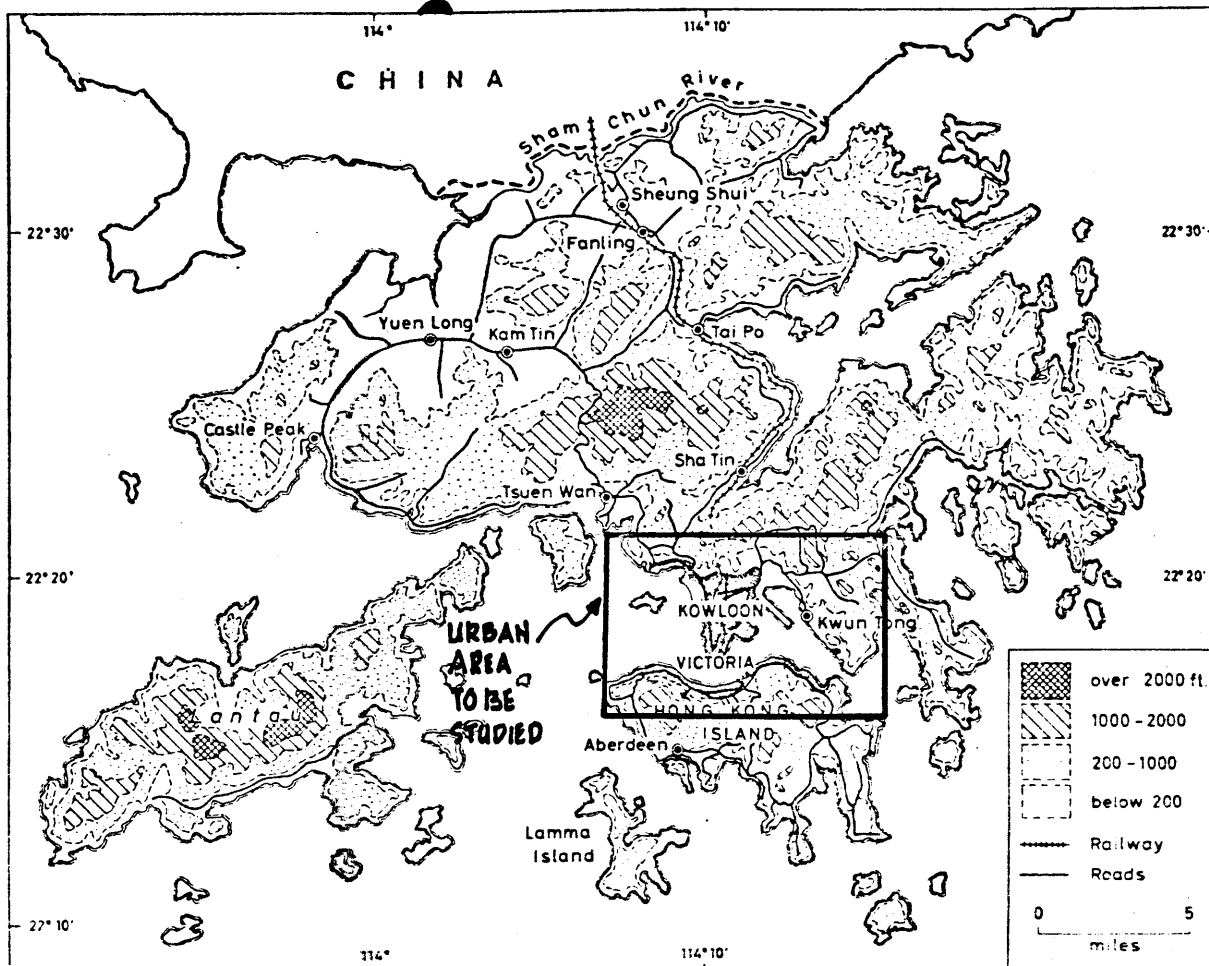 114°
114° 10'
CHINA
Sham Chun River
Sheung Shui
22° 30'
22° 30'
Fanling
Yuen Long
Kam Tin
Tai Po
Castle Peak
Sha Tin
Tsuen Wan
22° 20'
22° 20'
KOWLOON
Kwun Tong
URBAN
AREA
TO BE
STUDIED
VICTORIA
HONG KONG
ISLAND
Lantau
Aberdeen
Lamma
Island
over 2000 ft.
1000-2000
200-1000
below 200
Railway
Roads
0 5
miles
22° 10'
114°
114° 10'